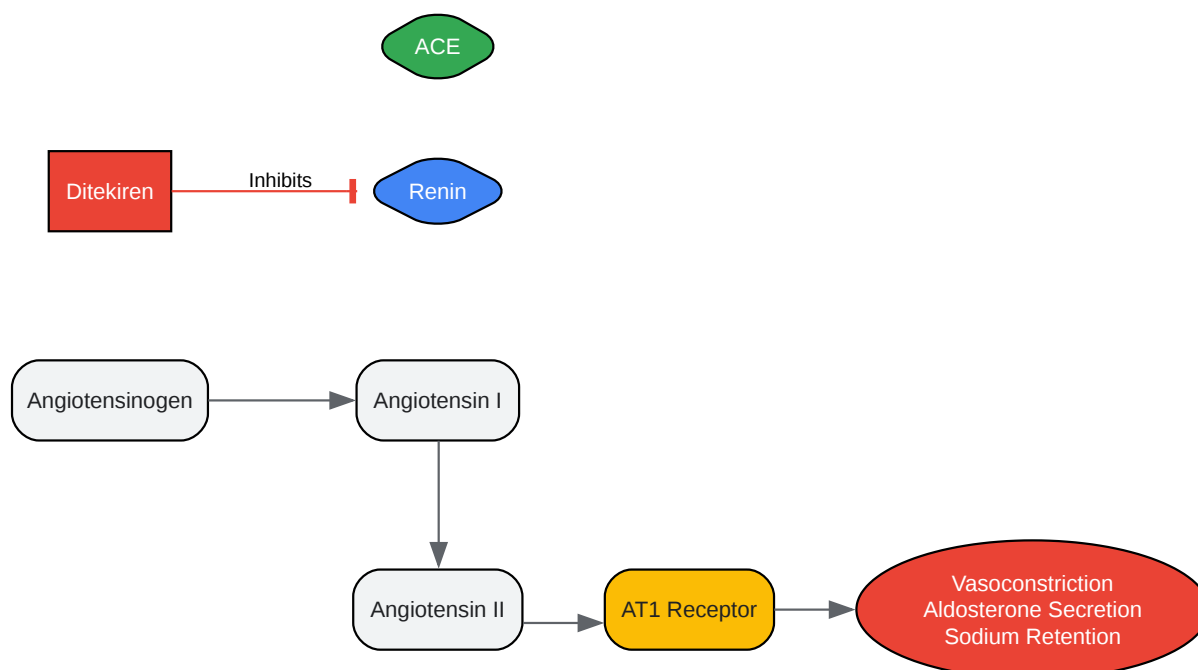 ACE
Ditekiren
Inhibits
Renin
Angiotensinogen
Angiotensin I
Angiotensin II
AT1 Receptor
Vasoconstriction
Aldosterone Secretion
Sodium Retention